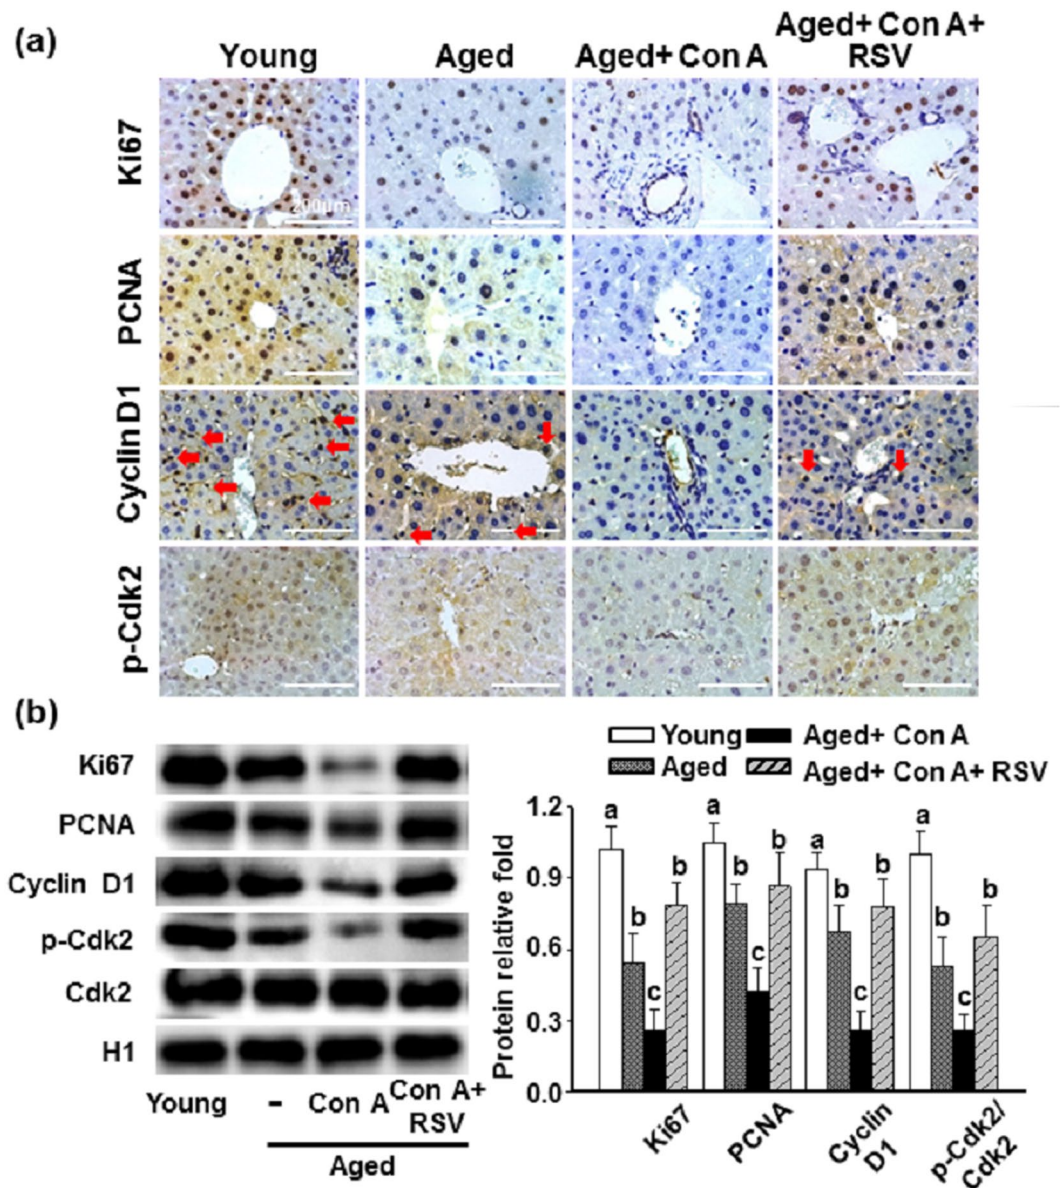 (a)
Young
Aged
Aged+ Con A
Aged+ Con A+
RSV
Ki67
200μm
PCNA
Cyclin D1
p-Cdk2
(b)
Ki67
PCNA
Cyclin D1
p-Cdk2
Cdk2
H1
Young
-
Con A
Con A+
RSV
Aged
Young
Aged+ Con A
Aged
Aged+ Con A+ RSV
Protein relative fold
1.2
0.9
0.6
0.3
0.0
a
b
c
b
a
b
c
b
a
b
c
b
a
b
c
b
Ki67
PCNA
Cyclin
D1
p-Cdk2/
Cdk2